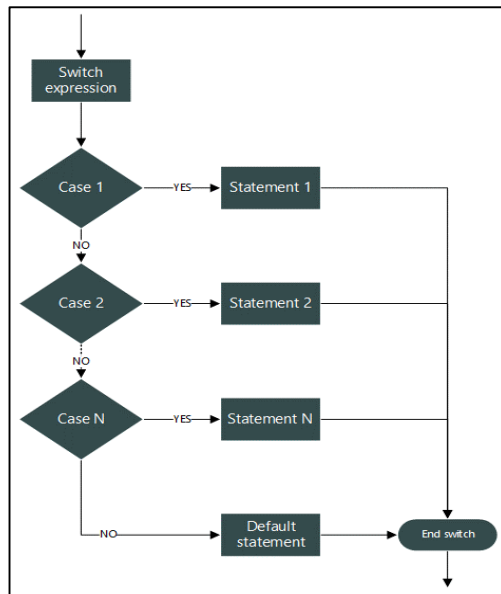 Switch
expression
Case 1
YES
Statement 1
NO
Case 2
YES
Statement 2
NO
Case N
YES
Statement N
NO
Default
statement
End switch